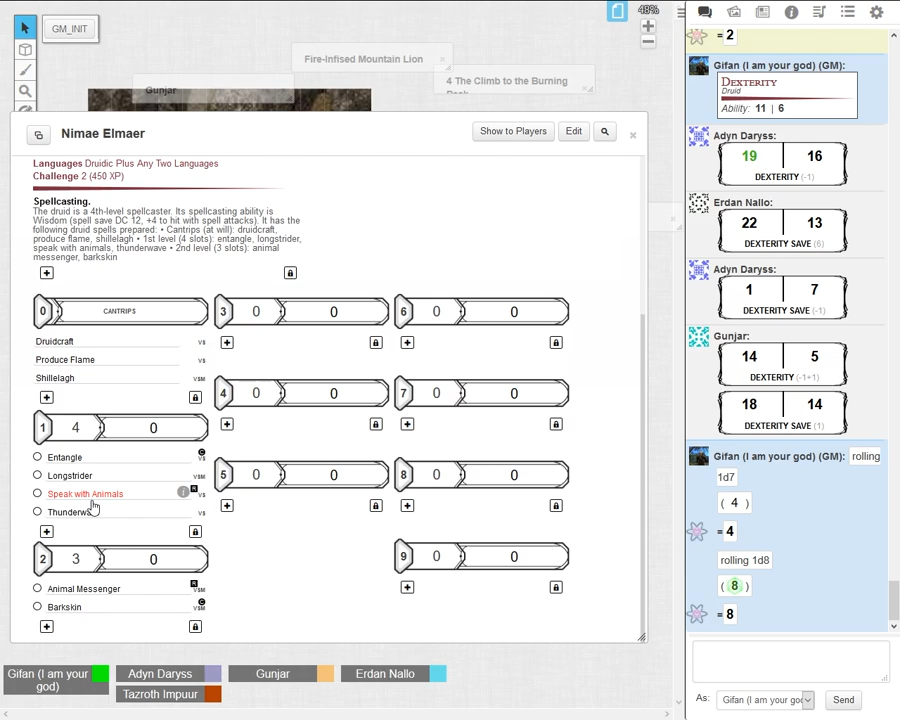 GM_INIT
48%
Fire-Infised Mountain Lion
4 The Climb to the Burning
Gunjar
Nimae Elmaer
Show to Players
Edit
Languages Druidic Plus Any Two Languages
Challenge 2 (450 XP)
Spellcasting.
The druid is a 4th-level spellcaster. Its spellcasting ability is
Wisdom (spell save DC 12, +4 to hit with spell attacks). It has the
following druid spells prepared: • Cantrips (at will): druidcraft,
produce flame, shillelagh • 1st level (4 slots): entangle, longstrider,
speak with animals, thunderwave • 2nd level (3 slots): animal
messenger, barkskin
0 CANTRIPS
Druidcraft VS
Produce Flame VS
Shillelagh VSM
1 4 0
Entangle C VS
Longstrider VSM
Speak with Animals R VS
Thunderwa VS
2 3 0
Animal Messenger R VSM
Barkskin C VSM
3 0 0
4 0 0
5 0 0
6 0 0
7 0 0
8 0 0
9 0 0
Gifan (I am your god)
Adyn Daryss
Gunjar
Erdan Nallo
Tazroth Impuur
= 2
Gifan (I am your god) (GM):
DEXTERITY
Druid
Ability: 11 | 6
Adyn Daryss:
19 16
DEXTERITY (-1)
Erdan Nallo:
22 13
DEXTERITY SAVE (6)
Adyn Daryss:
1 7
DEXTERITY SAVE (-1)
Gunjar:
14 5
DEXTERITY (-1+1)
18 14
DEXTERITY SAVE (1)
Gifan (I am your god) (GM): rolling
1d7
( 4 )
= 4
rolling 1d8
( 8 )
= 8
As: Gifan (I am your go
Send